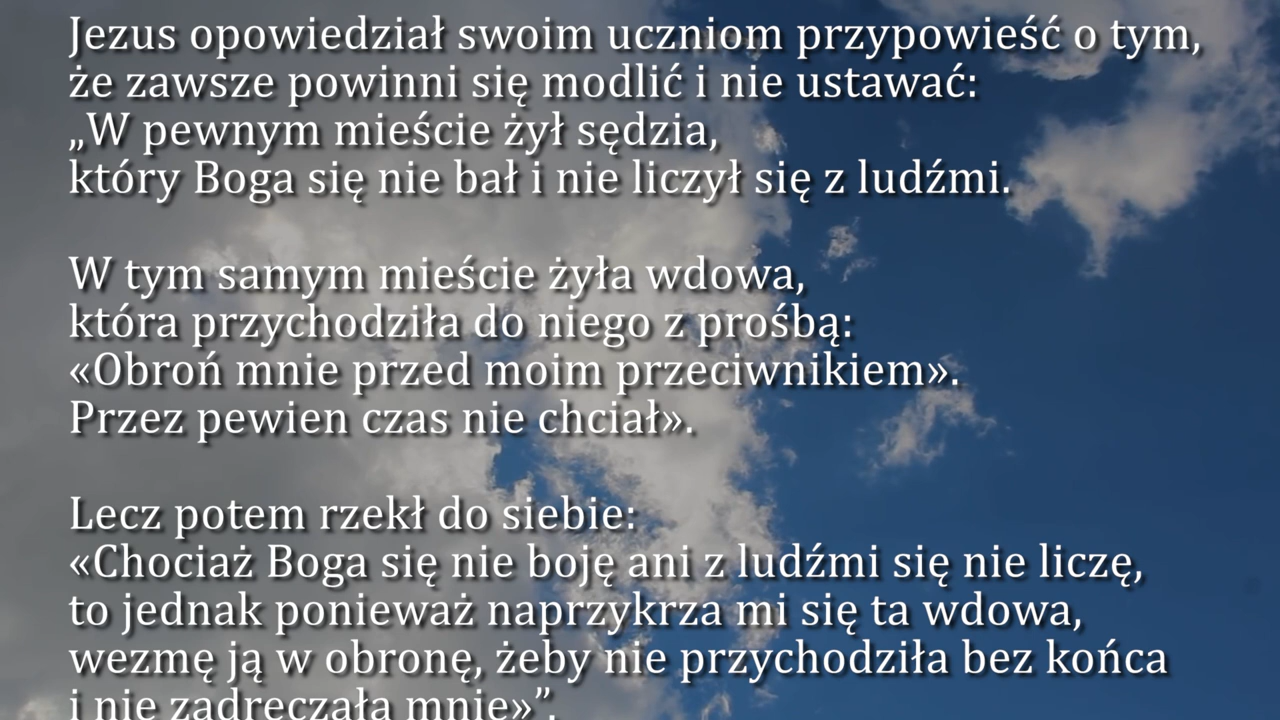 Jezus opowiedział swoim uczniom przypowieść o tym,
że zawsze powinni się modlić i nie ustawać:
„W pewnym mieście żył sędzia,
który Boga się nie bał i nie liczył się z ludźmi.
W tym samym mieście żyła wdowa,
która przychodziła do niego z prośbą:
«Obroń mnie przed moim przeciwnikiem».
Przez pewien czas nie chciał».
Lecz potem rzekł do siebie:
«Chociaż Boga się nie boję ani z ludźmi się nie liczę,
to jednak ponieważ naprzykrza mi się ta wdowa,
wezmę ją w obronę, żeby nie przychodziła bez końca
i nie zadręczała mnie»”.